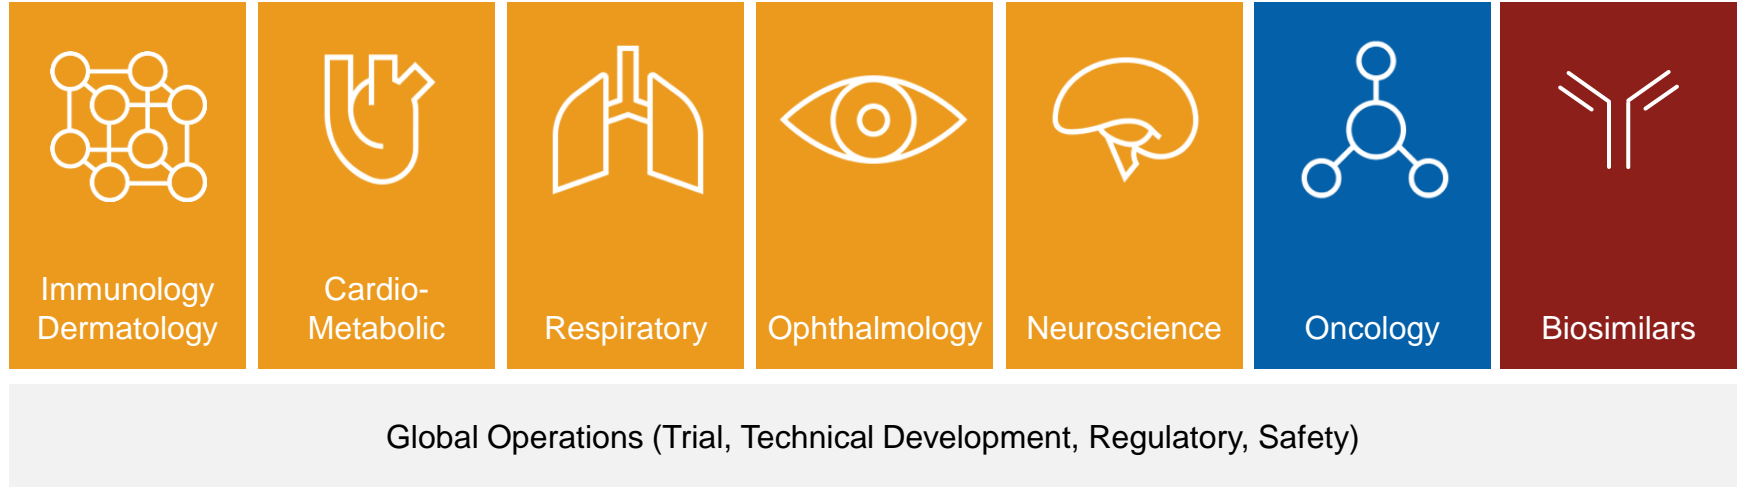 Immunology
Dermatology
Cardio-
Metabolic
Respiratory
Ophthalmology
Neuroscience
Oncology
Biosimilars
Global Operations (Trial, Technical Development, Regulatory, Safety)